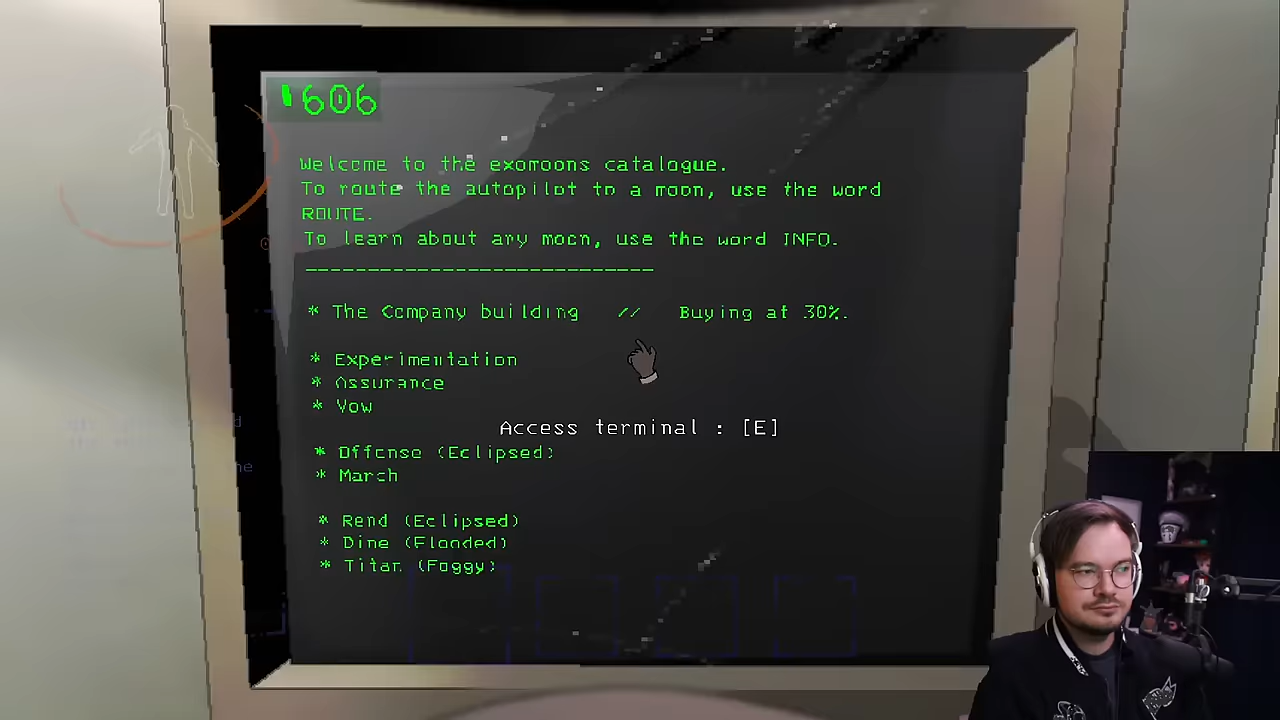 606
Welcome to the exomoons catalogue.
To route the autopilot to a moon, use the word
ROUTE.
To learn about any moon, use the word INFO.
----------------------------
* The Company building // Buying at 30%.
* Experimentation
* Assurance
* Vow
Access terminal : [E]
* Offense (Eclipsed)
* March
* Rend (Eclipsed)
* Dine (Flooded)
* Titan (Foggy)